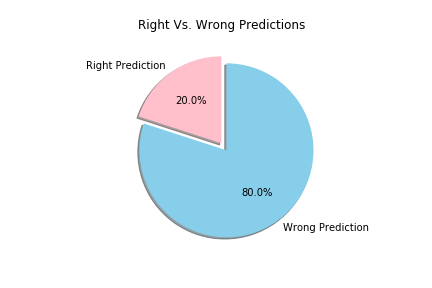 Right Vs. Wrong Predictions
Right Prediction
20.0%
80.0%
Wrong Prediction